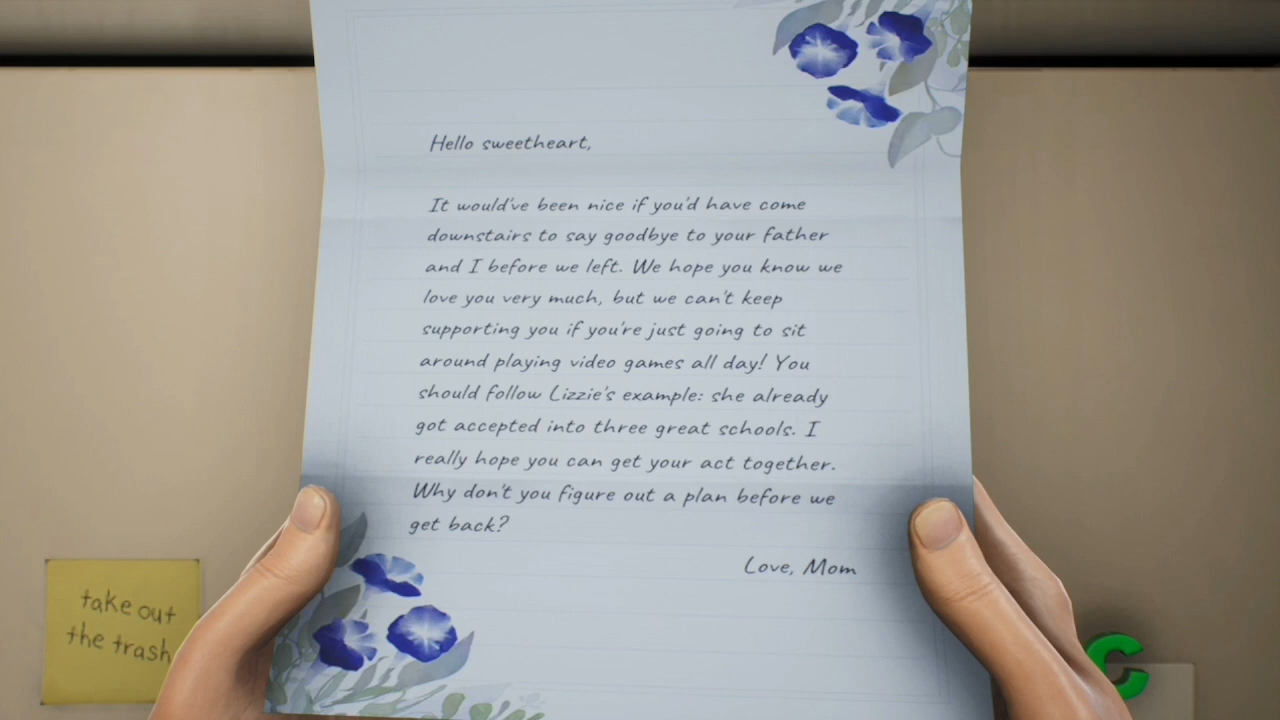 Hello sweetheart,
It would've been nice if you'd have come
downstairs to say goodbye to your father
and I before we left. We hope you know we
love you very much, but we can't keep
supporting you if you're just going to sit
around playing video games all day! You
should follow Lizzie's example: she already
got accepted into three great schools. I
really hope you can get your act together.
Why don't you figure out a plan before we
get back?
Love, Mom
take out
the trash
C